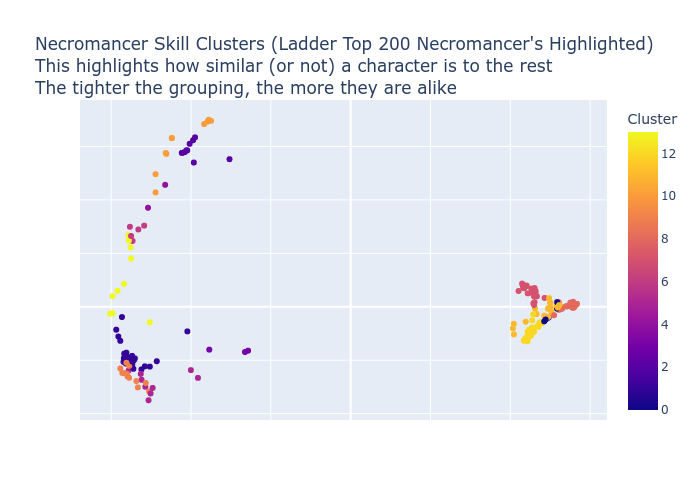 Necromancer Skill Clusters (Ladder Top 200 Necromancer's Highlighted)
This highlights how similar (or not) a character is to the rest
The tighter the grouping, the more they are alike
Cluster
12
10
8
6
4
2
0